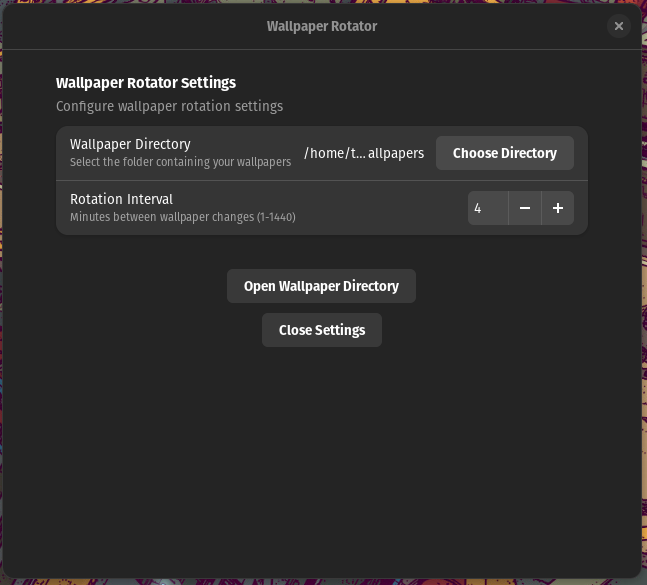 Wallpaper Rotator
Wallpaper Rotator Settings
Configure wallpaper rotation settings
Wallpaper Directory
Select the folder containing your wallpapers
/home/t... allpapers
Choose Directory
Rotation Interval
Minutes between wallpaper changes (1-1440)
4
Open Wallpaper Directory
Close Settings